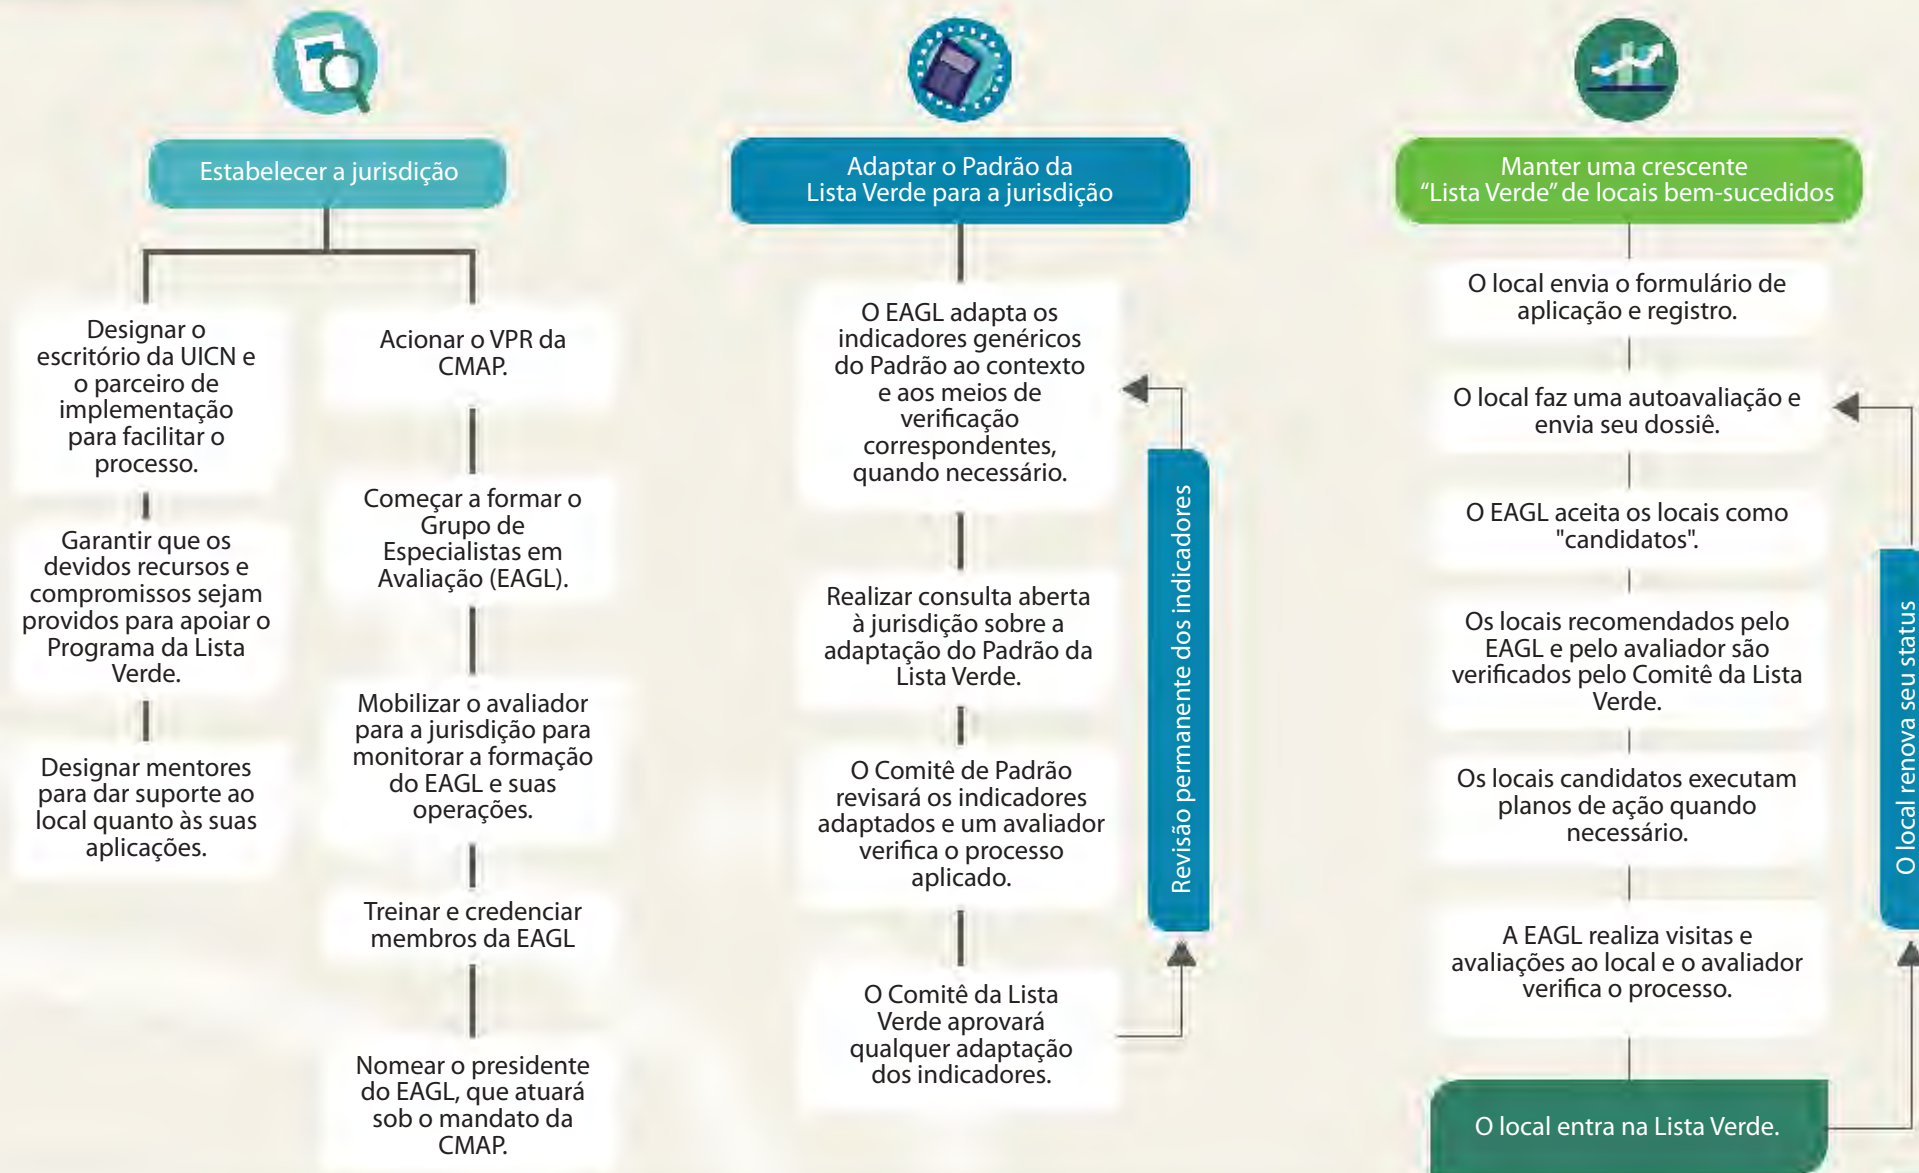 Estabelecer a jurisdição
Designar o
escritório da UICN e
o parceiro de
implementação
para facilitar o
processo.
Garantir que os
devidos recursos e
compromissos sejam
providos para apoiar o
Programa da Lista
Verde.
Designar mentores
para dar suporte ao
local quanto às suas
aplicações.
Acionar o VPR da
CMAP.
Começar a formar o
Grupo de
Especialistas em
Avaliação (EAGL).
Mobilizar o avaliador
para a jurisdição para
monitorar a formação
do EAGL e suas
operações.
Treinar e credenciar
membros da EAGL
Nomear o presidente
do EAGL, que atuará
sob o mandato da
CMAP.
Adaptar o Padrão da
Lista Verde para a jurisdição
O EAGL adapta os
indicadores genéricos
do Padrão ao contexto
e aos meios de
verificação
correspondentes,
quando necessário.
Realizar consulta aberta
à jurisdição sobre a
adaptação do Padrão da
Lista Verde.
O Comitê de Padrão
revisará os indicadores
adaptados e um avaliador
verifica o processo
aplicado.
O Comitê da Lista
Verde aprovará
qualquer adaptação
dos indicadores.
Revisão permanente dos indicadores
Manter uma crescente
“Lista Verde” de locais bem-sucedidos
O local envia o formulário de
aplicação e registro.
O local faz uma autoavaliação e
envia seu dossiê.
O EAGL aceita os locais como
"candidatos".
Os locais recomendados pelo
EAGL e pelo avaliador são
verificados pelo Comitê da Lista
Verde.
Os locais candidatos executam
planos de ação quando
necessário.
A EAGL realiza visitas e
avaliações ao local e o avaliador
verifica o processo.
O local entra na Lista Verde.
O local renova seu status